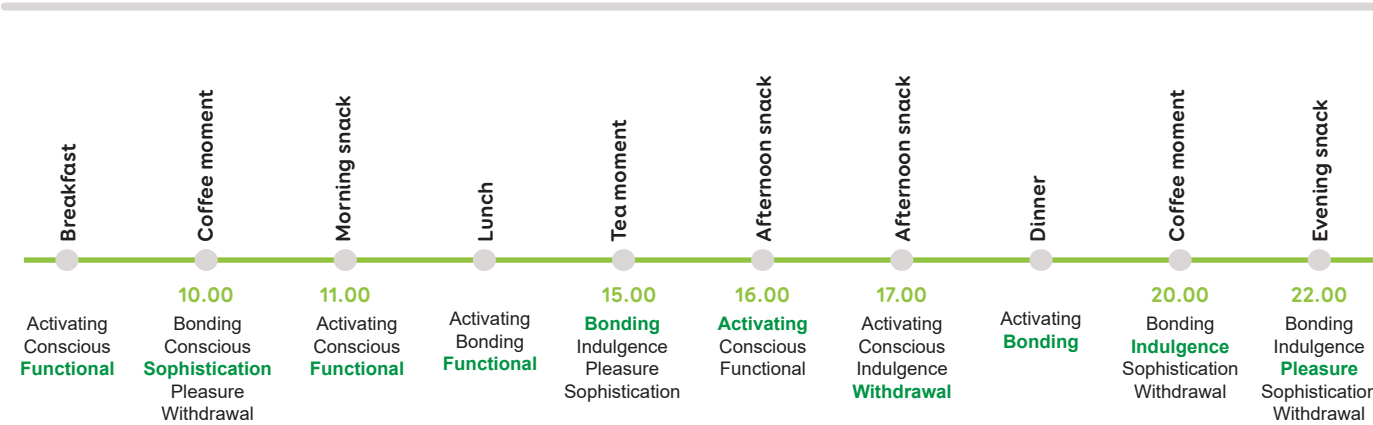 Breakfast
Coffee moment
Morning snack
Lunch
Tea moment
Afternoon snack
Afternoon snack
Dinner
Coffee moment
Evening snack
10.00
11.00
15.00
16.00
17.00
20.00
22.00
Activating
Conscious
Functional
Bonding
Conscious
Sophistication
Pleasure
Withdrawal
Activating
Conscious
Functional
Activating
Bonding
Functional
Bonding
Indulgence
Pleasure
Sophistication
Activating
Conscious
Functional
Activating
Conscious
Indulgence
Withdrawal
Activating
Bonding
Bonding
Indulgence
Sophistication
Withdrawal
Bonding
Indulgence
Pleasure
Sophistication
Withdrawal